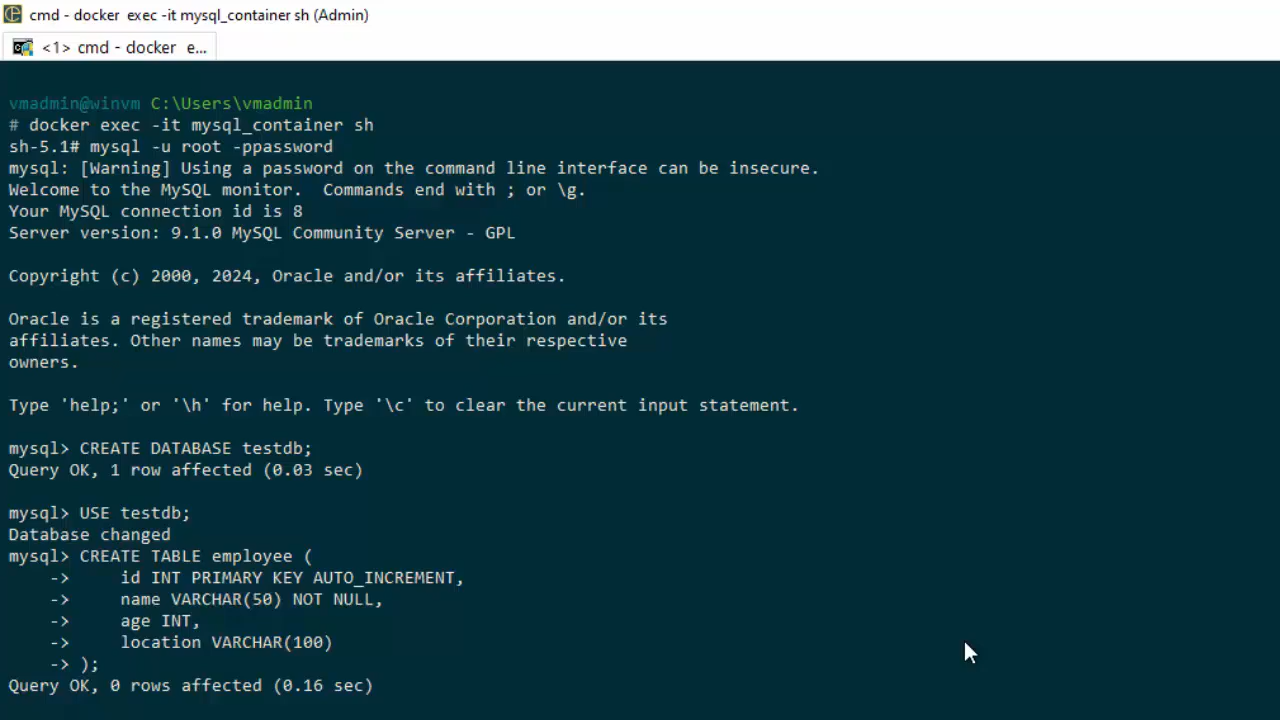 cmd - docker exec -it mysql_container sh (Admin)
<1> cmd - docker e...
vmadmin@winvm C:\Users\vmadmin
# docker exec -it mysql_container sh
sh-5.1# mysql -u root -ppassword
mysql: [Warning] Using a password on the command line interface can be insecure.
Welcome to the MySQL monitor.  Commands end with ; or \g.
Your MySQL connection id is 8
Server version: 9.1.0 MySQL Community Server - GPL
Copyright (c) 2000, 2024, Oracle and/or its affiliates.
Oracle is a registered trademark of Oracle Corporation and/or its
affiliates. Other names may be trademarks of their respective
owners.
Type 'help;' or '\h' for help. Type '\c' to clear the current input statement.
mysql> CREATE DATABASE testdb;
Query OK, 1 row affected (0.03 sec)
mysql> USE testdb;
Database changed
mysql> CREATE TABLE employee (
    ->     id INT PRIMARY KEY AUTO_INCREMENT,
    ->     name VARCHAR(50) NOT NULL,
    ->     age INT,
    ->     location VARCHAR(100)
    -> );
Query OK, 0 rows affected (0.16 sec)